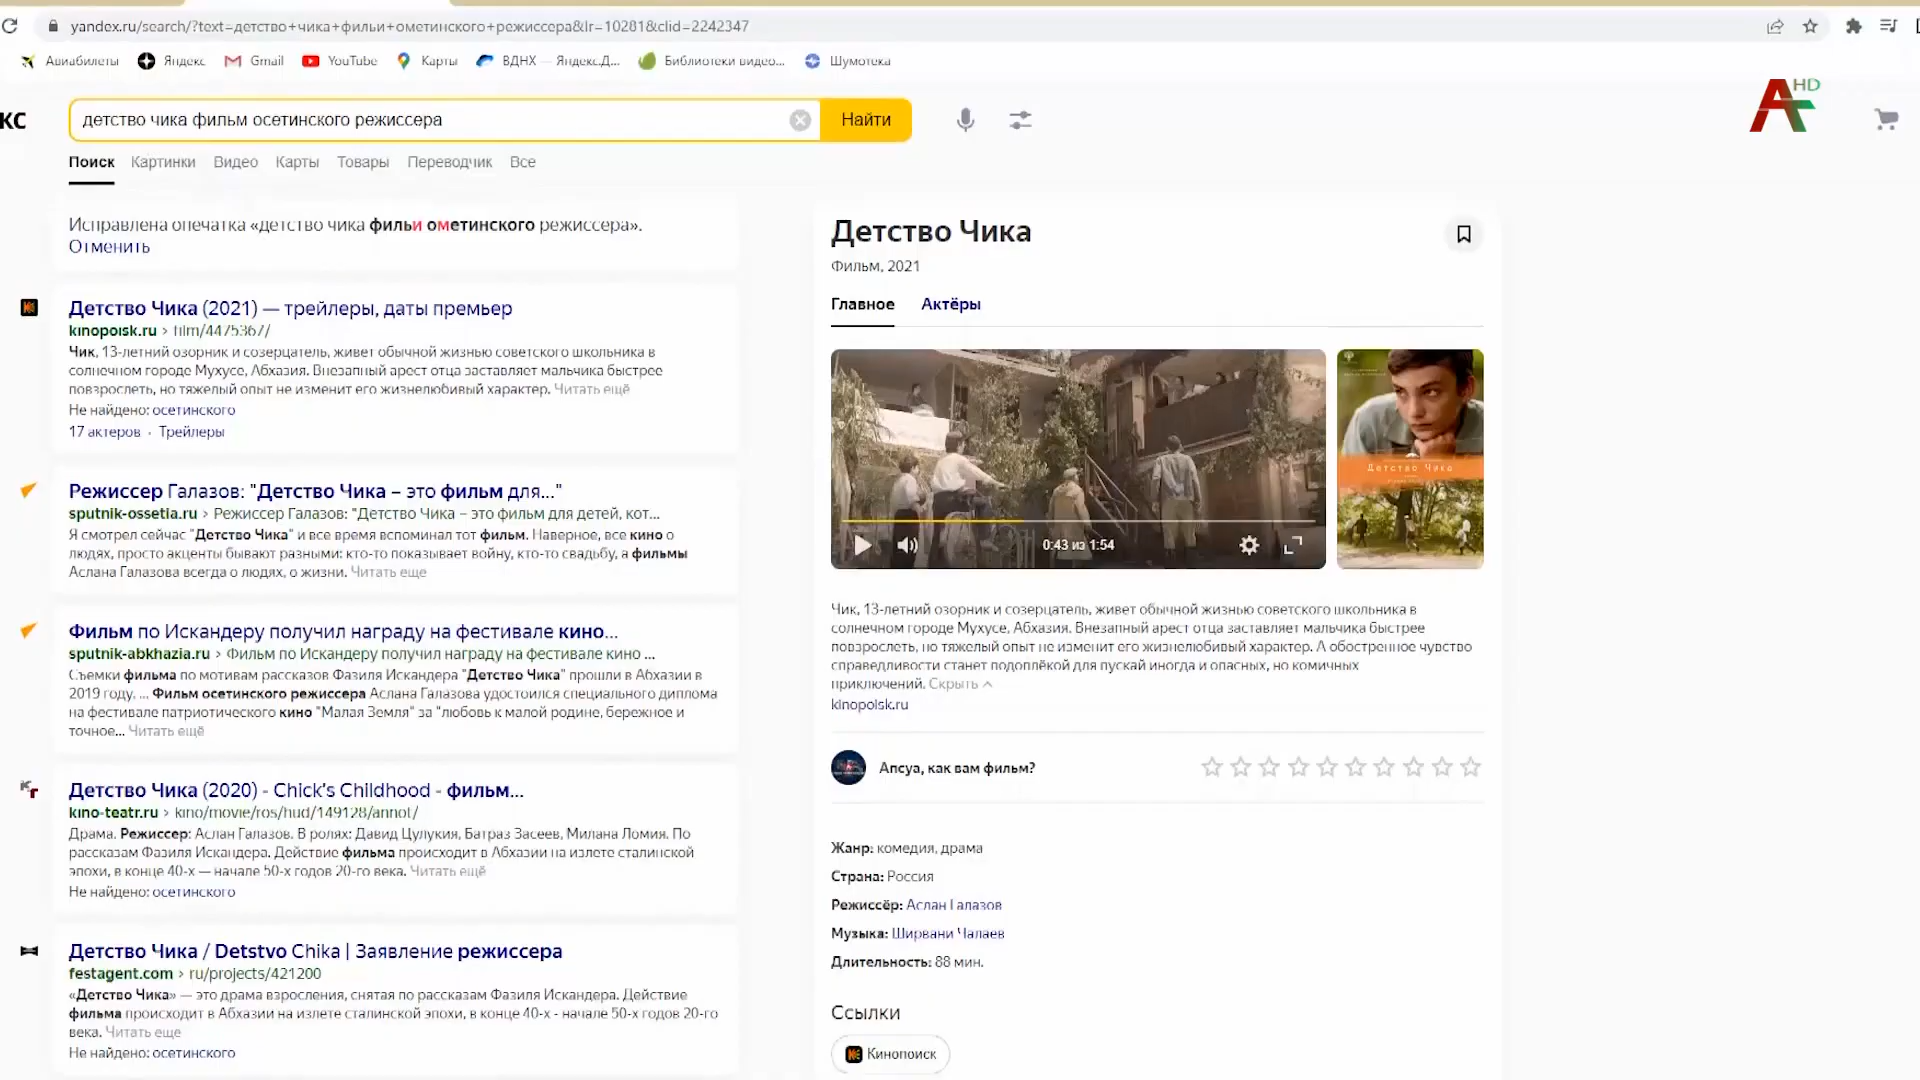 yandex.ru/search/?text=детство+чика+фильи+ометинского+режиссера&lr=10281&clid=2242347
Авиабилеты Яндекс Gmail YouTube Карты ВДНХ — Яндекс.Д... Библиотеки видео... Шумотека
HD
КС
детство чика фильм осетинского режиссера
Найти
Поиск Картинки Видео Карты Товары Переводчик Все
Исправлена опечатка «детство чика фильи ометинского режиссера».
Отменить
Детство Чика (2021) — трейлеры, даты премьер
kinopoisk.ru › film/4475367/
Чик, 13-летний озорник и созерцатель, живет обычной жизнью советского школьника в
солнечном городе Мухусе, Абхазия. Внезапный арест отца заставляет мальчика быстрее
повзрослеть, но тяжелый опыт не изменит его жизнелюбивый характер. Читать ещё
Не найдено: осетинского
17 актеров · Трейлеры
Режиссер Галазов: "Детство Чика – это фильм для..."
sputnik-ossetia.ru › Режиссер Галазов: "Детство Чика – это фильм для детей, кот...
Я смотрел сейчас "Детство Чика" и все время вспоминал тот фильм. Наверное, все кино о
людях, просто акценты бывают разными: кто-то показывает войну, кто-то свадьбу, а фильмы
Аслана Галазова всегда о людях, о жизни. Читать ещё
Фильм по Искандеру получил награду на фестивале кино...
sputnik-abkhazia.ru › Фильм по Искандеру получил награду на фестивале кино ...
Съемки фильма по мотивам рассказов Фазиля Искандера "Детство Чика" прошли в Абхазии в
2019 году. ... Фильм осетинского режиссера Аслана Галазова удостоился специального диплома
на фестивале патриотического кино "Малая Земля" за "любовь к малой родине, бережное и
точное... Читать ещё
Детство Чика (2020) - Chick's Childhood - фильм...
kino-teatr.ru › kino/movie/ros/hud/149128/annot/
Драма. Режиссер: Аслан Галазов. В ролях: Давид Цулукия, Батраз Засеев, Милана Ломия. По
рассказам Фазиля Искандера. Действие фильма происходит в Абхазии на излете сталинской
эпохи, в конце 40-х — начале 50-х годов 20-го века. Читать ещё
Не найдено: осетинского
Детство Чика / Detstvo Chika | Заявление режиссера
festagent.com › ru/projects/421200
«Детство Чика» — это драма взросления, снятая по рассказам Фазиля Искандера. Действие
фильма происходит в Абхазии на излете сталинской эпохи, в конце 40-х - начале 50-х годов 20-го
века. Читать ещё
Не найдено: осетинского
Детство Чика
Фильм, 2021
Главное Актёры
0:43 из 1:54
Детство Чика
Чик, 13-летний озорник и созерцатель, живет обычной жизнью советского школьника в
солнечном городе Мухусе, Абхазия. Внезапный арест отца заставляет мальчика быстрее
повзрослеть, но тяжелый опыт не изменит его жизнелюбивый характер. А обостренное чувство
справедливости станет подоплёкой для пускай иногда и опасных, но комичных
приключений. Скрыть
kinopoisk.ru
Апсуа, как вам фильм?
Жанр: комедия, драма
Страна: Россия
Режиссёр: Аслан Галазов
Музыка: Ширвани Чалаев
Длительность: 88 мин.
Ссылки
Кинопоиск